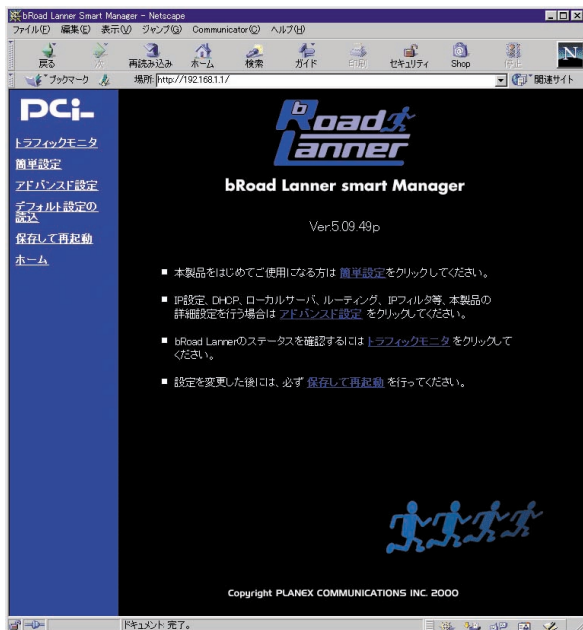 bRoad Lanner Smart Manager - Netscape
ファイル(F) 編集(E) 表示(V) ジャンプ(G) Communicator(C) ヘルプ(H)
戻る 次へ 再読み込み ホーム 検索 ガイド 印刷 セキュリティ Shop 停止 N
ブックマーク 場所: http://192.168.1.1/ 関連サイト
PCi
トラフィックモニタ
簡単設定
アドバンスド設定
デフォルト設定の
読込
保存して再起動
ホーム
b Road
Lanner
bRoad Lanner smart Manager
Ver.5.09.49p
■ 本製品をはじめてご使用になる方は 簡単設定をクリックしてください。
■ IP設定、DHCP、ローカルサーバ、ルーティング、IPフィルタ等、本製品の
詳細設定を行う場合は アドバンスド設定 をクリックしてください。
■ bRoad Lannerのステータスを確認するには トラフィックモニタ をクリックして
ください。
■ 設定を変更した後には、必ず 保存して再起動 を行ってください。
Copyright PLANEX COMMUNICATIONS INC. 2000
ドキュメント: 完了。